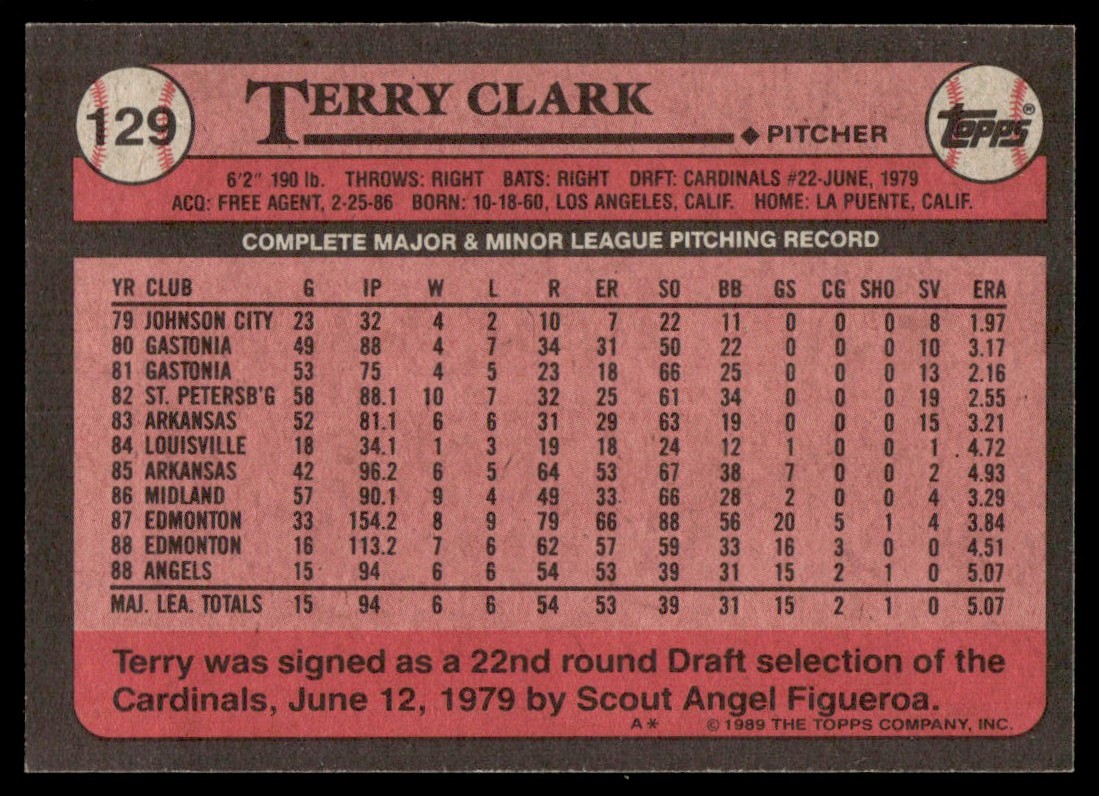 129
TERRY CLARK
Topps®
◆ PITCHER
6'2" 190 lb. THROWS: RIGHT BATS: RIGHT DRFT: CARDINALS #22-JUNE, 1979
ACQ: FREE AGENT, 2-25-86 BORN: 10-18-60, LOS ANGELES, CALIF. HOME: LA PUENTE, CALIF.
COMPLETE MAJOR & MINOR LEAGUE PITCHING RECORD
YR CLUB G IP W L R ER SO BB GS CG SHO SV ERA
79 JOHNSON CITY 23 32 4 2 10 7 22 11 0 0 0 8 1.97
80 GASTONIA 49 88 4 7 34 31 50 22 0 0 0 10 3.17
81 GASTONIA 53 75 4 5 23 18 66 25 0 0 0 13 2.16
82 ST. PETERSB'G 58 88.1 10 7 32 25 61 34 0 0 0 19 2.55
83 ARKANSAS 52 81.1 6 6 31 29 63 19 0 0 0 15 3.21
84 LOUISVILLE 18 34.1 1 3 19 18 24 12 1 0 0 1 4.72
85 ARKANSAS 42 96.2 6 5 64 53 67 38 7 0 0 2 4.93
86 MIDLAND 57 90.1 9 4 49 33 66 28 2 0 0 4 3.29
87 EDMONTON 33 154.2 8 9 79 66 88 56 20 5 1 4 3.84
88 EDMONTON 16 113.2 7 6 62 57 59 33 16 3 0 0 4.51
88 ANGELS 15 94 6 6 54 53 39 31 15 2 1 0 5.07
MAJ. LEA. TOTALS 15 94 6 6 54 53 39 31 15 2 1 0 5.07
Terry was signed as a 22nd round Draft selection of the
Cardinals, June 12, 1979 by Scout Angel Figueroa.
A* © 1989 THE TOPPS COMPANY, INC.